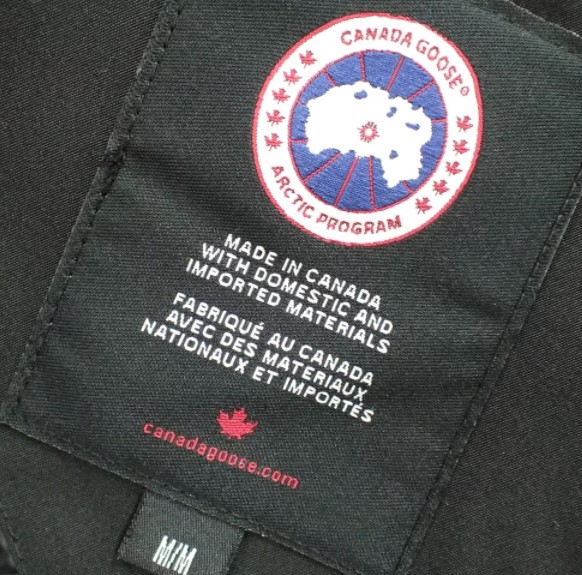 CANADA GOOSE®
ARCTIC PROGRAM
MADE IN CANADA
WITH DOMESTIC AND
IMPORTED MATERIALS
FABRIQUÉ AU CANADA
AVEC DES MATERIAUX
NATIONAUX ET IMPORTÉS
canadagoose.com
M/M